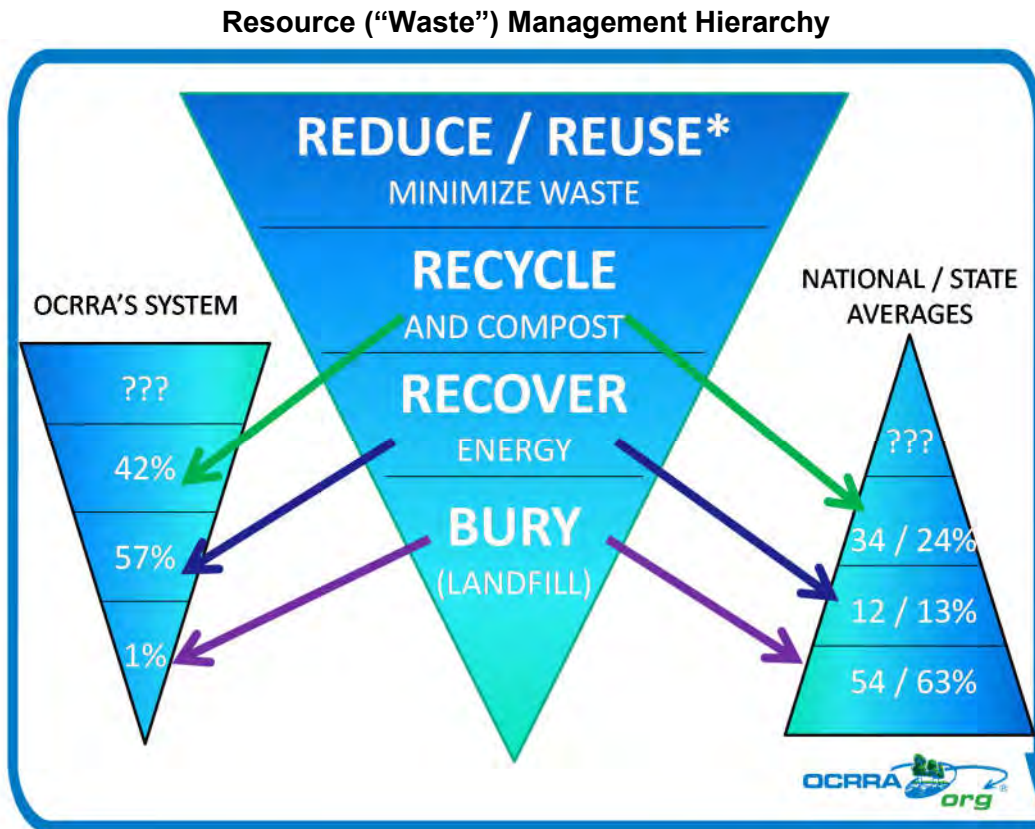 Resource (“Waste”) Management Hierarchy
REDUCE / REUSE*
MINIMIZE WASTE
RECYCLE
AND COMPOST
RECOVER
ENERGY
BURY
(LANDFILL)
OCRRA'S SYSTEM
???
42%
57%
1%
NATIONAL / STATE
AVERAGES
???
34 / 24%
12 / 13%
54 / 63%
OCRRA
org
®